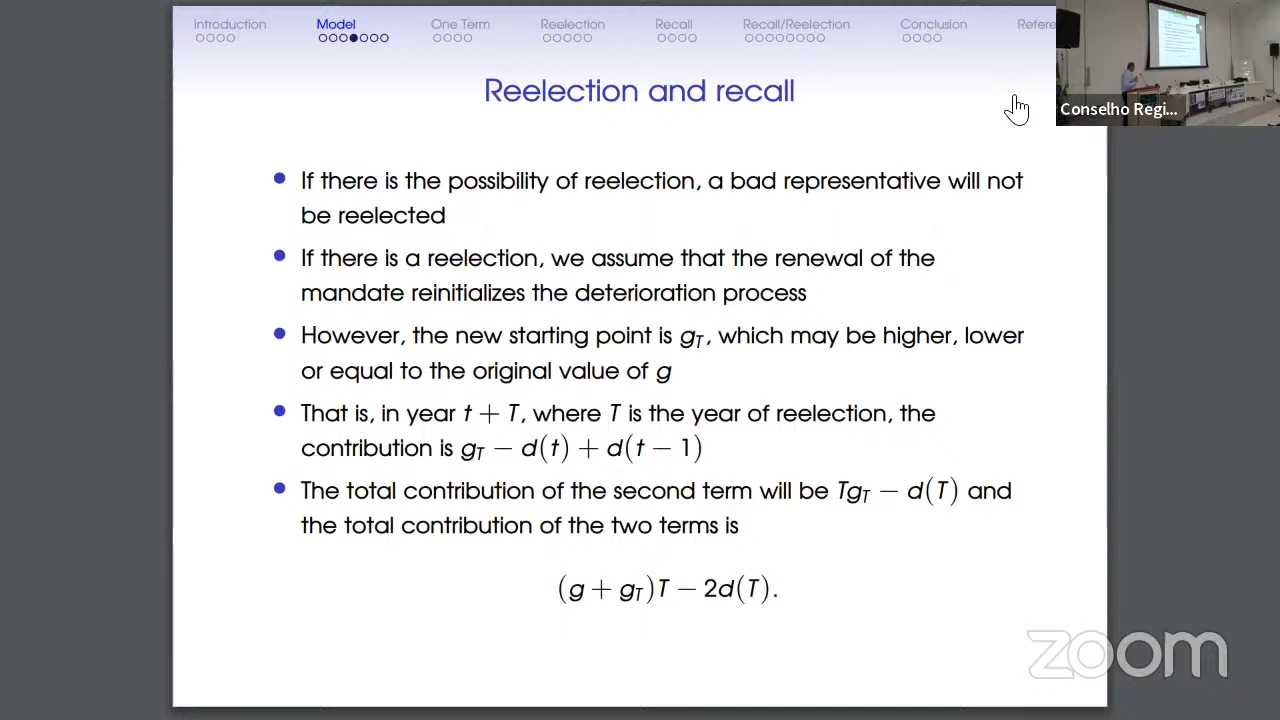 Introduction Model One Term Reelection Recall Recall/Reelection Conclusion Refere
Reelection and recall
Conselho Regi...
• If there is the possibility of reelection, a bad representative will not
be reelected
• If there is a reelection, we assume that the renewal of the
mandate reinitializes the deterioration process
• However, the new starting point is g_T, which may be higher, lower
or equal to the original value of g
• That is, in year t + T, where T is the year of reelection, the
contribution is g_T − d(t) + d(t − 1)
• The total contribution of the second term will be Tg_T − d(T) and
the total contribution of the two terms is
(g + g_T)T − 2d(T).
zoom